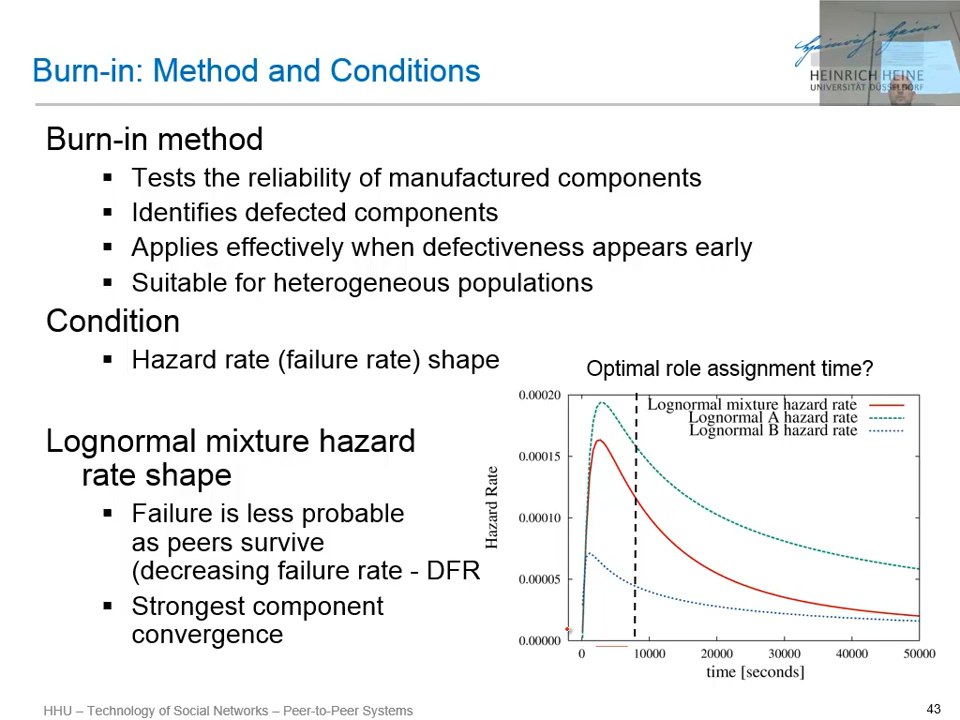 Burn-in: Method and Conditions
Heinrich Heine
HEINRICH HEINE
UNIVERSITÄT DÜSSELDORF
Burn-in method
▪ Tests the reliability of manufactured components
▪ Identifies defected components
▪ Applies effectively when defectiveness appears early
▪ Suitable for heterogeneous populations
Condition
▪ Hazard rate (failure rate) shape
Lognormal mixture hazard
rate shape
▪ Failure is less probable
as peers survive
(decreasing failure rate - DFR
▪ Strongest component
convergence
Optimal role assignment time?
Lognormal mixture hazard rate
Lognormal A hazard rate
Lognormal B hazard rate
Hazard Rate
0.00020
0.00015
0.00010
0.00005
0.00000
0 10000 20000 30000 40000 50000
time [seconds]
HHU – Technology of Social Networks – Peer-to-Peer Systems
43